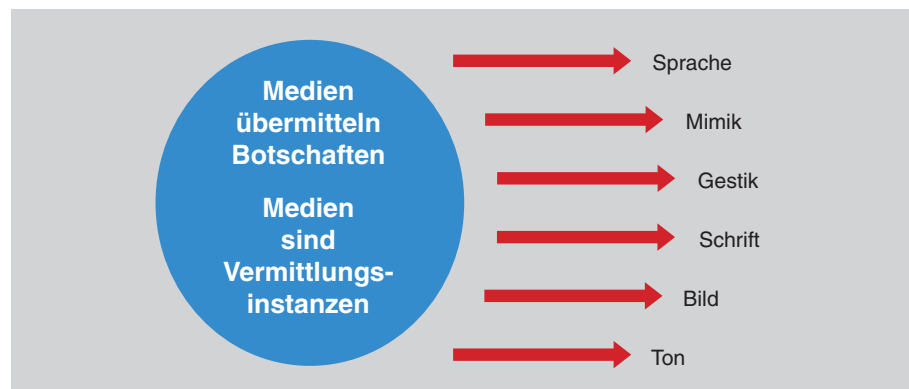 Medien
übermitteln
Botschaften
Medien
sind
Vermittlungs-
instanzen
Sprache
Mimik
Gestik
Schrift
Bild
Ton